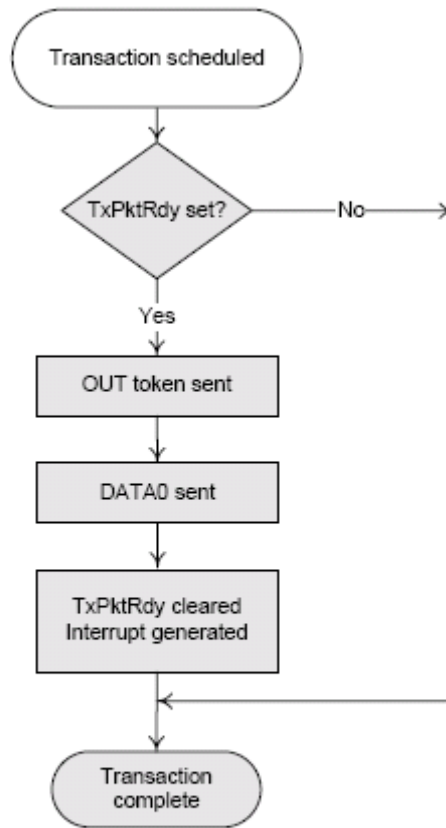 Transaction scheduled
TxPktRdy set?
No
Yes
OUT token sent
DATA0 sent
TxPktRdy cleared
Interrupt generated
Transaction
complete